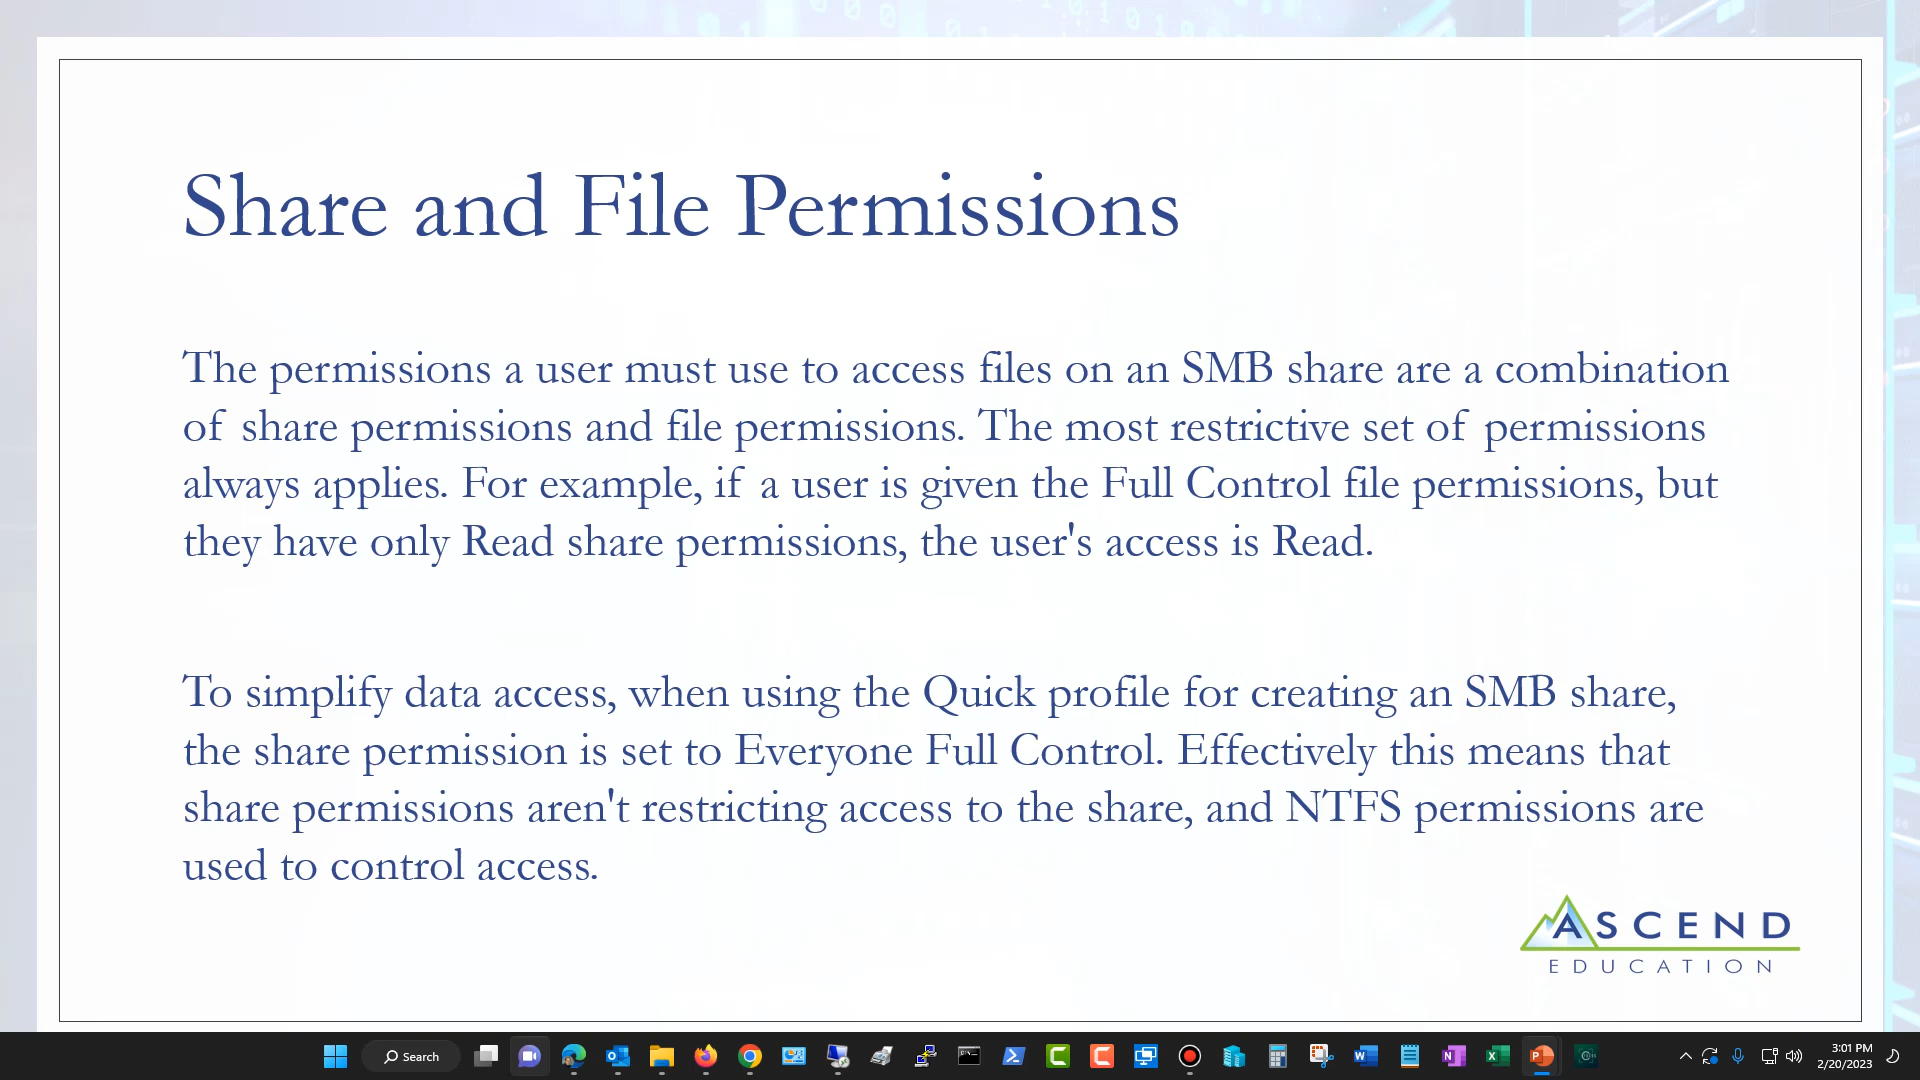 Share and File Permissions
The permissions a user must use to access files on an SMB share are a combination
of share permissions and file permissions. The most restrictive set of permissions
always applies. For example, if a user is given the Full Control file permissions, but
they have only Read share permissions, the user's access is Read.
To simplify data access, when using the Quick profile for creating an SMB share,
the share permission is set to Everyone Full Control. Effectively this means that
share permissions aren't restricting access to the share, and NTFS permissions are
used to control access.
ASCEND
EDUCATION
Search
3:01 PM
2/20/2023